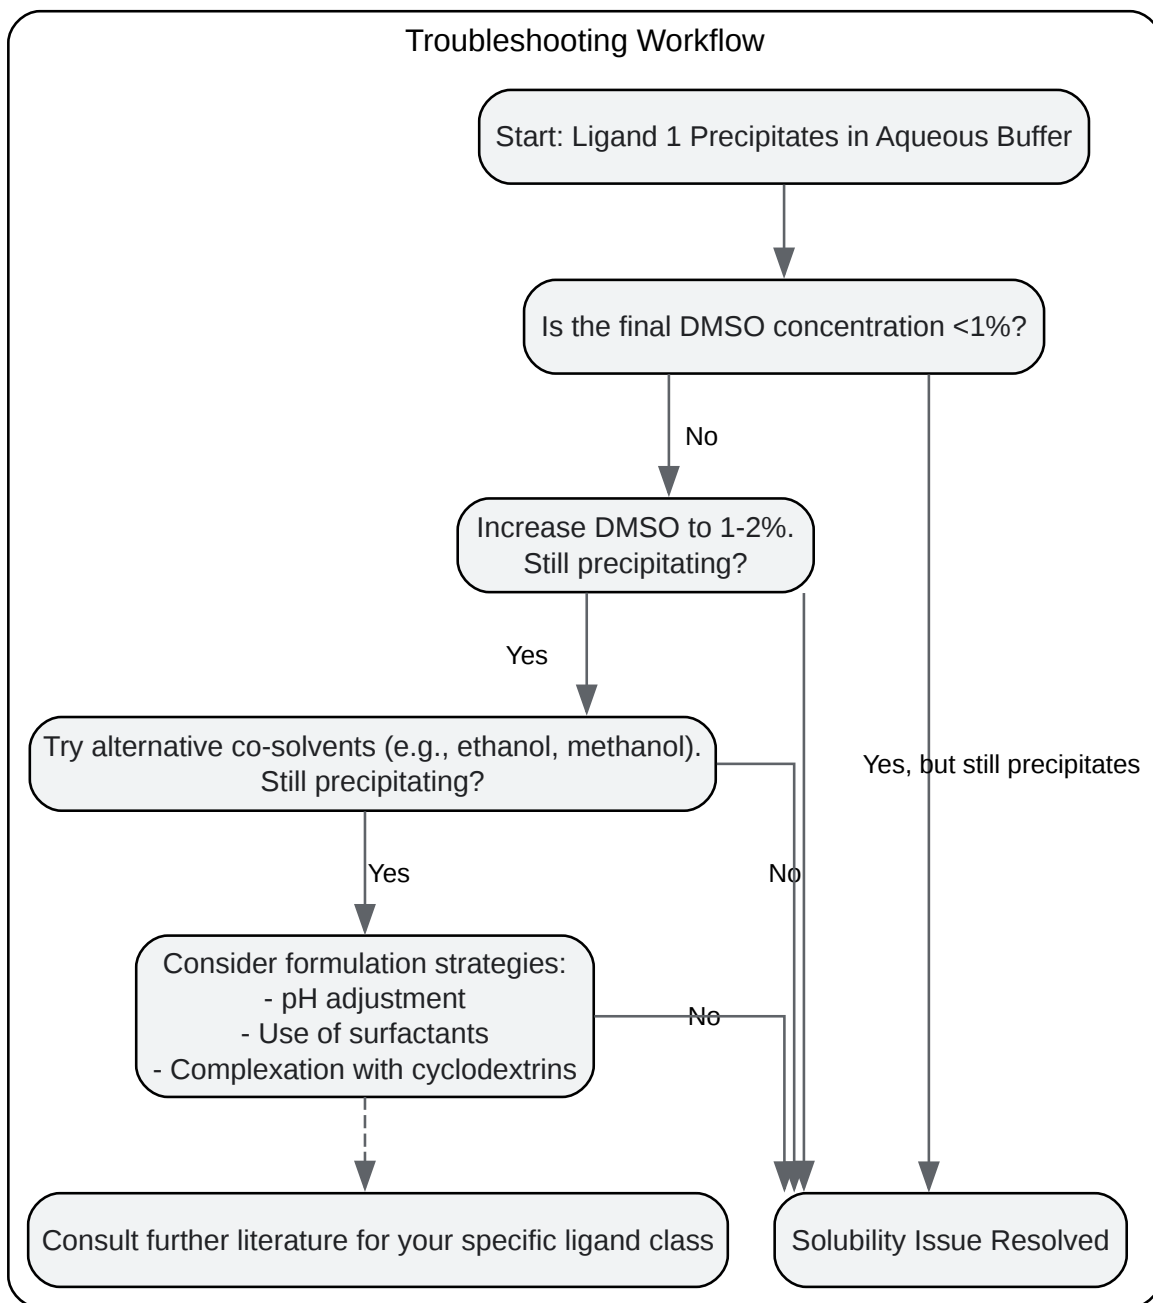 Troubleshooting Workflow
Start: Ligand 1 Precipitates in Aqueous Buffer
Is the final DMSO concentration <1%?
No
Increase DMSO to 1-2%.
Still precipitating?
Yes
Try alternative co-solvents (e.g., ethanol, methanol).
Still precipitating?
Yes, but still precipitates
Yes
No
Consider formulation strategies:
- pH adjustment
- Use of surfactants
- Complexation with cyclodextrins
No
Consult further literature for your specific ligand class
Solubility Issue Resolved